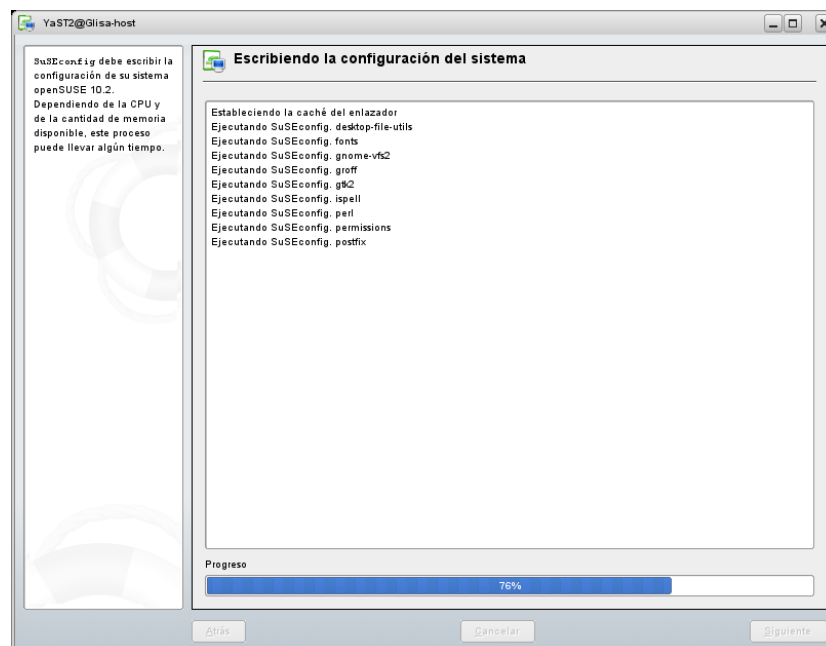 YaST2@Glisa-host
SuSEconfig debe escribir la
configuración de su sistema
openSUSE 10.2.
Dependiendo de la CPU y
de la cantidad de memoria
disponible, este proceso
puede llevar algún tiempo.
Escribiendo la configuración del sistema
Estableciendo la caché del enlazador
Ejecutando SuSEconfig. desktop-file-utils
Ejecutando SuSEconfig. fonts
Ejecutando SuSEconfig. gnome-vfs2
Ejecutando SuSEconfig. groff
Ejecutando SuSEconfig. gtk2
Ejecutando SuSEconfig. ispell
Ejecutando SuSEconfig. perl
Ejecutando SuSEconfig. permissions
Ejecutando SuSEconfig. postfix
Progreso
76%
Atrás
Cancelar
Siguiente